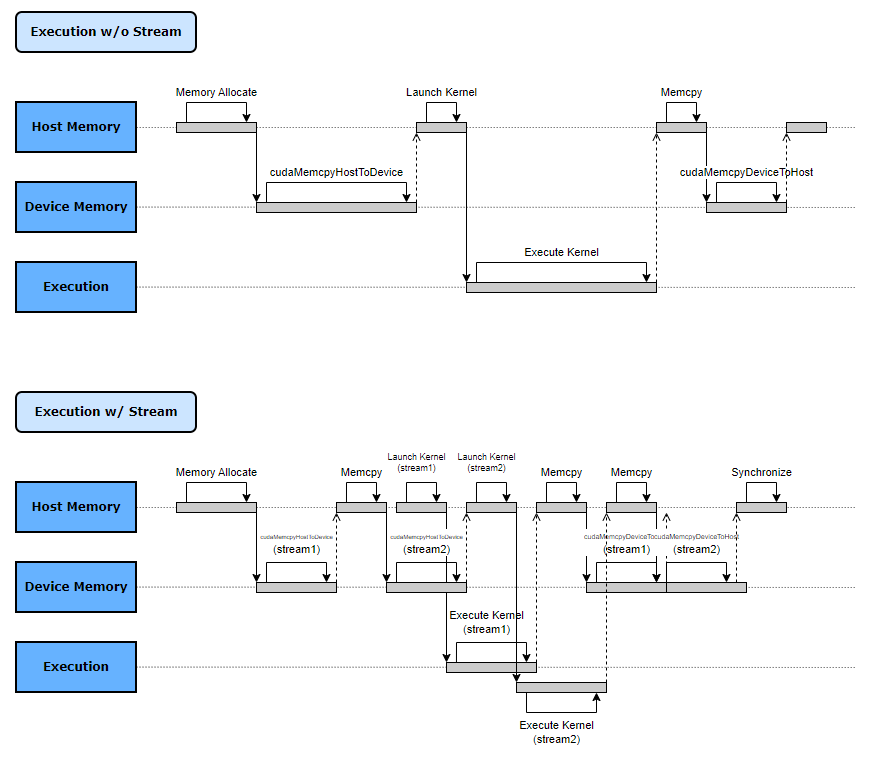 Execution w/o Stream
Memory Allocate
Launch Kernel
Memcpy
Host Memory
cudaMemcpyHostToDevice
cudaMemcpyDeviceToHost
Device Memory
Execute Kernel
Execution
Execution w/ Stream
Launch Kernel
(stream1)
Launch Kernel
(stream2)
Memory Allocate
Memcpy
Memcpy
Memcpy
Synchronize
Host Memory
cudaMemcpyHostToDevice
(stream1)
cudaMemcpyHostToDevice
(stream2)
cudaMemcpyDeviceTo
(stream1)
cudaMemcpyDeviceToHost
(stream2)
Device Memory
Execute Kernel
(stream1)
Execution
Execute Kernel
(stream2)